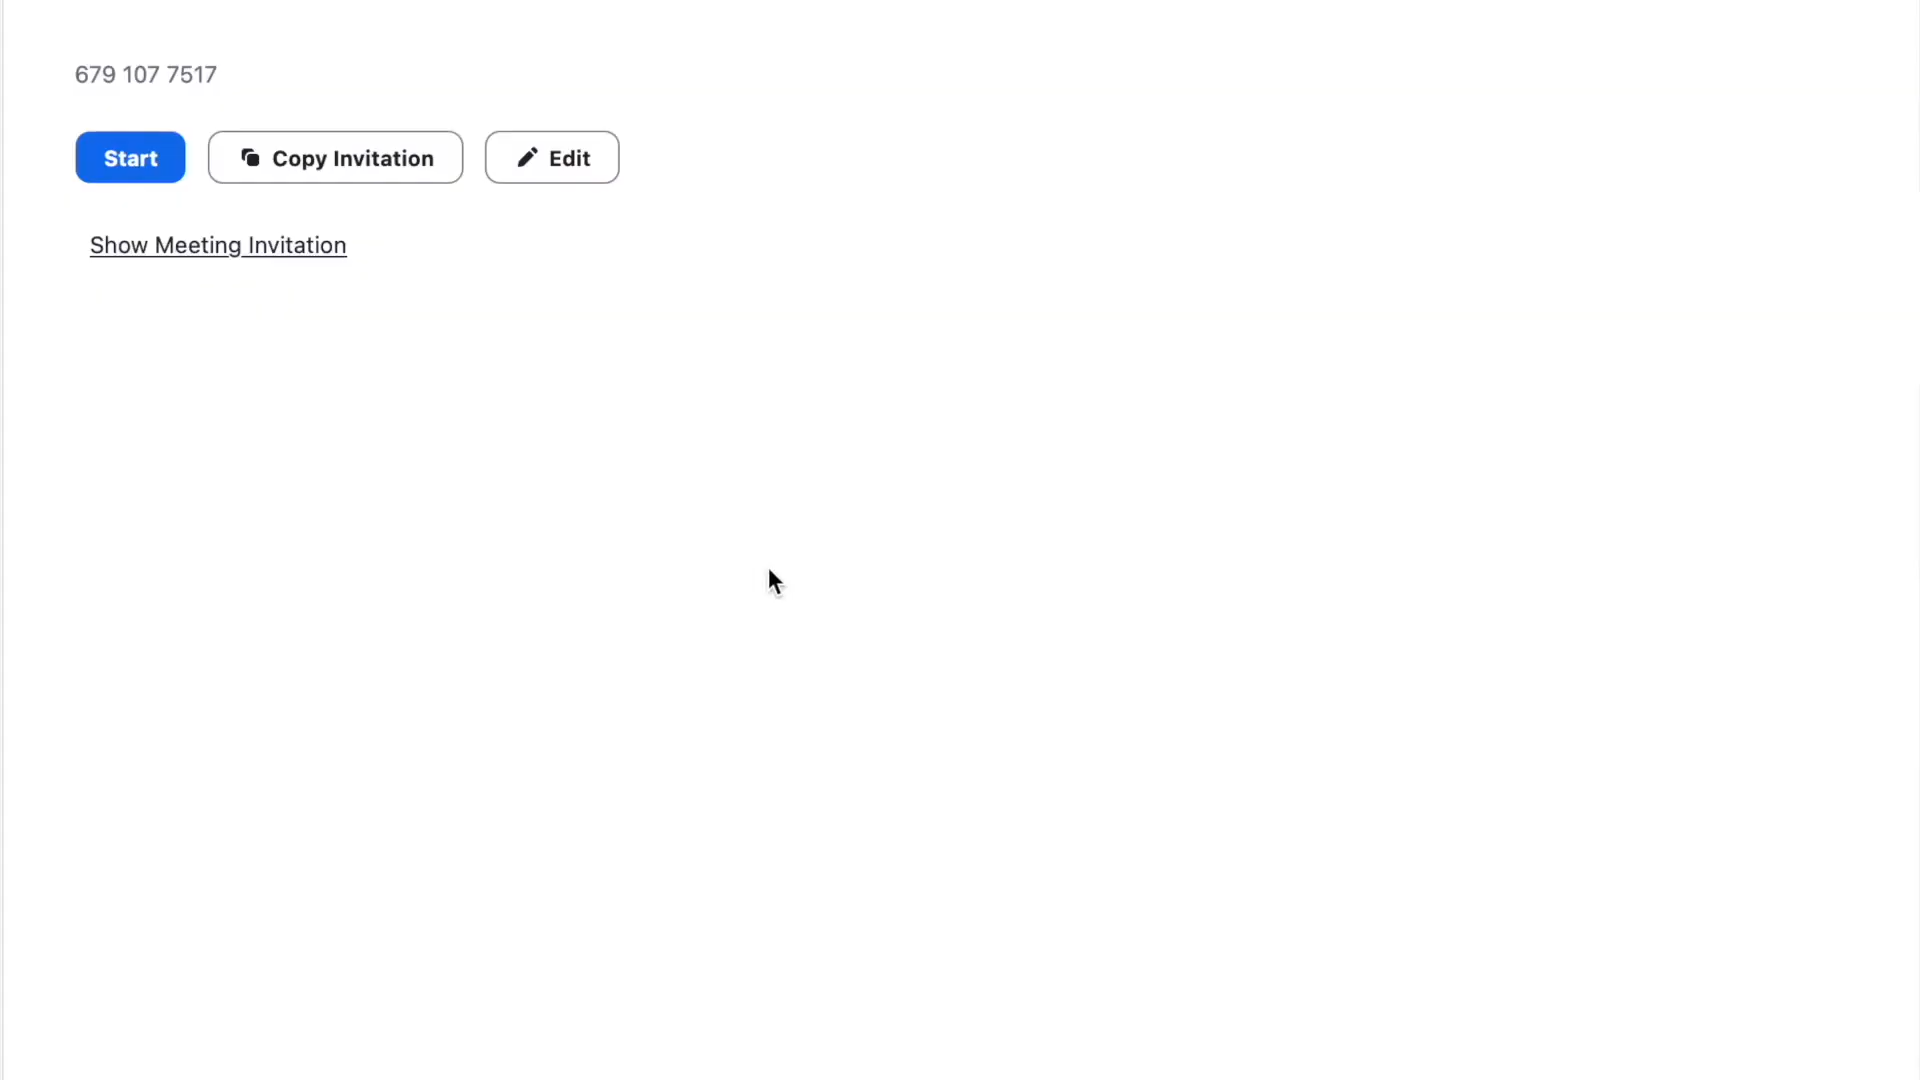 679 107 7517
Start
Copy Invitation
Edit
Show Meeting Invitation